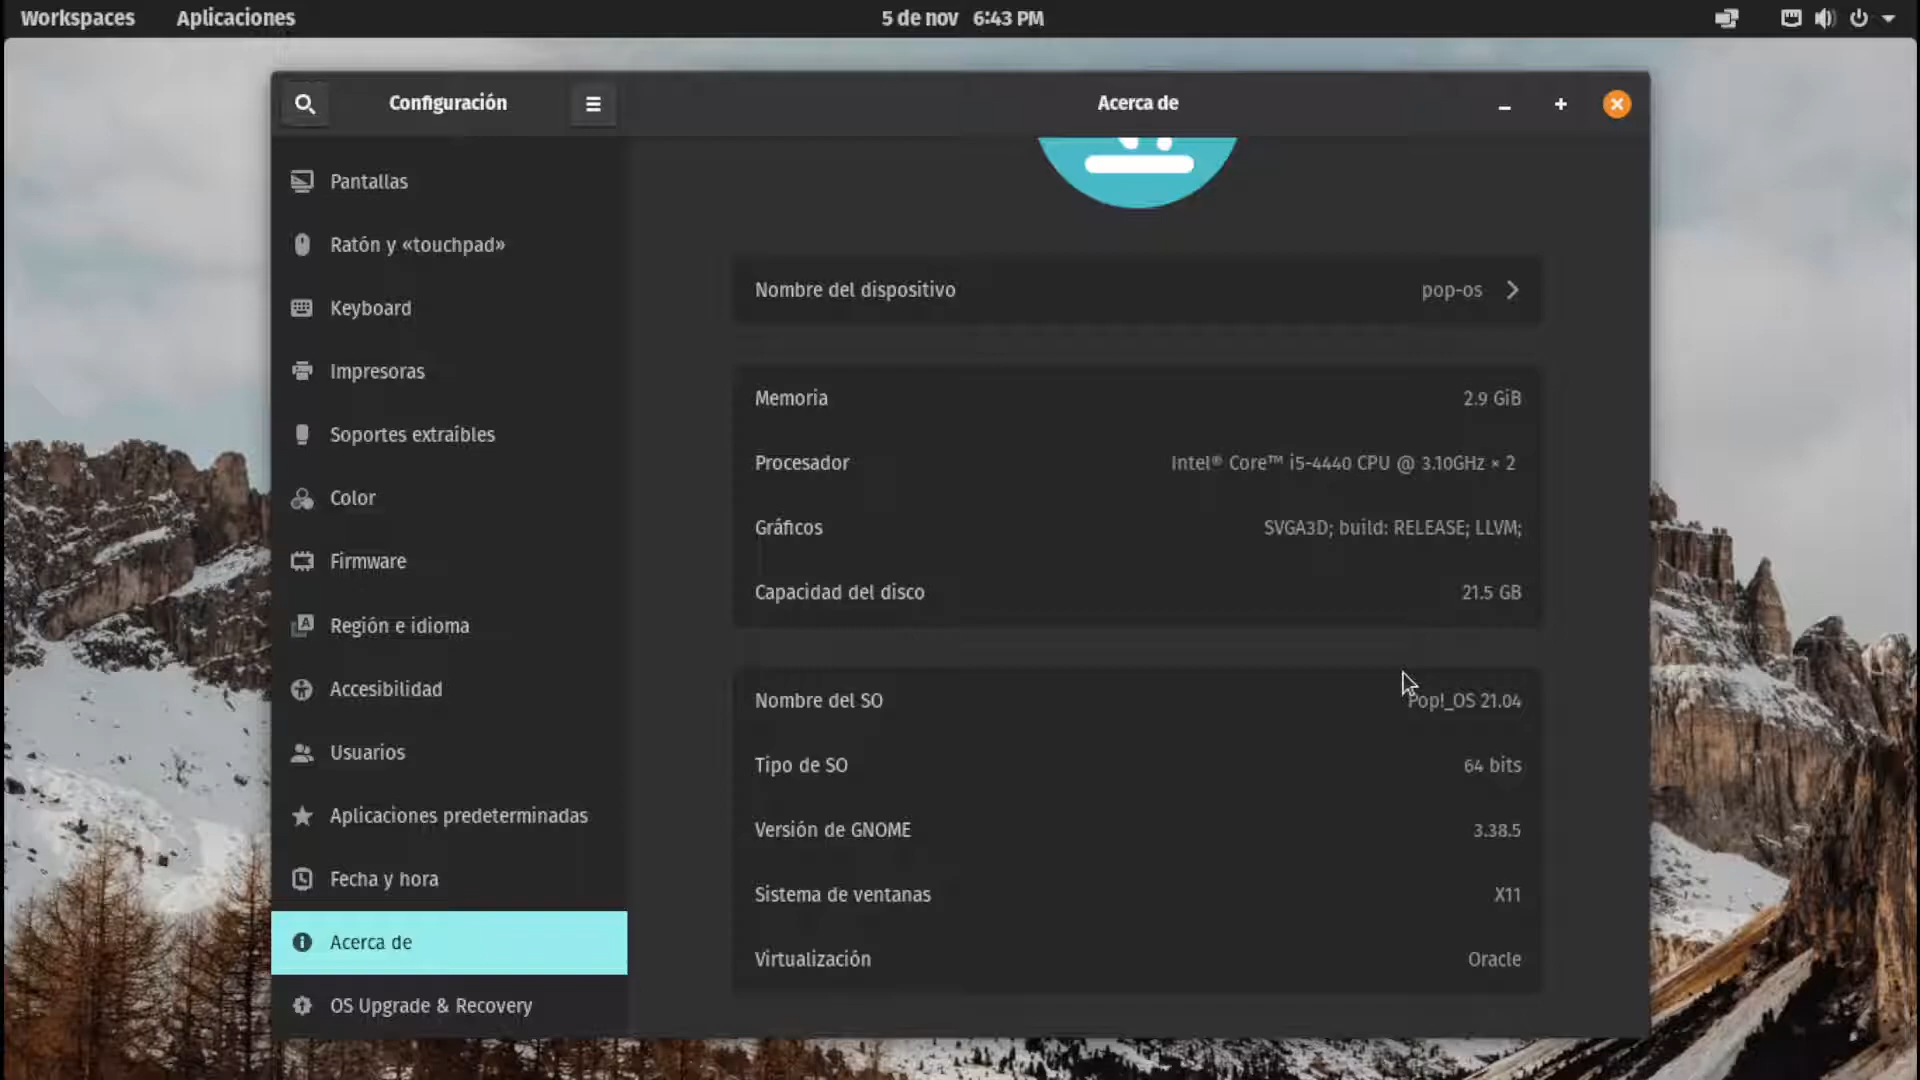 Workspaces Aplicaciones 5 de nov 6:43 PM
Configuración Acerca de
Pantallas
Ratón y «touchpad»
Keyboard
Impresoras
Soportes extraíbles
Color
Firmware
Región e idioma
Accesibilidad
Usuarios
Aplicaciones predeterminadas
Fecha y hora
Acerca de
OS Upgrade & Recovery
Nombre del dispositivo pop-os
Memoria 2.9 GiB
Procesador Intel® Core™ i5-4440 CPU @ 3.10GHz × 2
Gráficos SVGA3D; build: RELEASE; LLVM;
Capacidad del disco 21.5 GB
Nombre del SO Pop!_OS 21.04
Tipo de SO 64 bits
Versión de GNOME 3.38.5
Sistema de ventanas X11
Virtualización Oracle